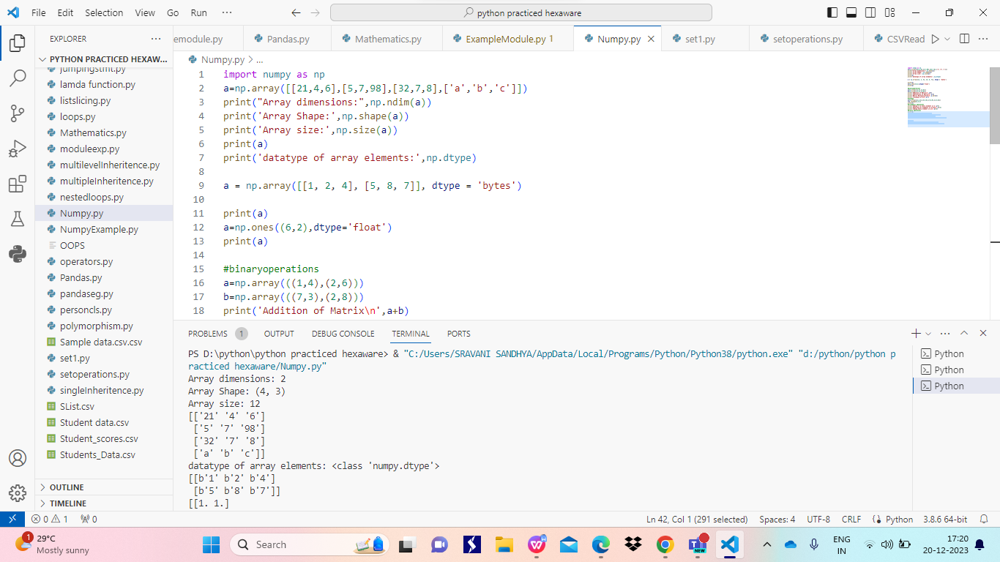 File Edit Selection View Go Run ···
python practiced hexaware
EXPLORER ···
emodule.py Pandas.py Mathematics.py ExampleModule.py 1 Numpy.py set1.py setoperations.py CSVRead ···
PYTHON PRACTICED HEXAW...
jumpingstmt.py
lamda function.py
listslicing.py
loops.py
Mathematics.py
moduleexp.py
multilevelInheritence.py
multipleInheritence.py
nestedloops.py
Numpy.py
NumpyExample.py
OOPS
operators.py
Pandas.py
pandaseg.py
personcls.py
polymorphism.py
Sample data.csv.csv
set1.py
setoperations.py
singleInheritence.py
SList.csv
Student data.csv
Student_scores.csv
Students_Data.csv
OUTLINE
TIMELINE
Numpy.py > ...
1 import numpy as np
2 a=np.array([[21,4,6],[5,7,98],[32,7,8],['a','b','c']])
3 print("Array dimensions:",np.ndim(a))
4 print('Array Shape:',np.shape(a))
5 print('Array size:',np.size(a))
6 print(a)
7 print('datatype of array elements:',np.dtype)
8
9 a = np.array([[1, 2, 4], [5, 8, 7]], dtype = 'bytes')
10
11 print(a)
12 a=np.ones((6,2),dtype='float')
13 print(a)
14
15 #binaryoperations
16 a=np.array(((1,4),(2,6)))
17 b=np.array(((7,3),(2,8)))
18 print('Addition of Matrix\n',a+b)
PROBLEMS 1 OUTPUT DEBUG CONSOLE TERMINAL PORTS ···
PS D:\python\python practiced hexaware> & "C:/Users/SRAVANI SANDHYA/AppData/Local/Programs/Python/Python38/python.exe" "d:/python/python p
racticed hexaware/Numpy.py"
Array dimensions: 2
Array Shape: (4, 3)
Array size: 12
[['21' '4' '6']
 ['5' '7' '98']
 ['32' '7' '8']
 ['a' 'b' 'c']]
datatype of array elements: <class 'numpy.dtype'>
[[b'1' b'2' b'4']
 [b'5' b'8' b'7']]
[[1. 1.]
Python
Python
Python
0 1 0 Ln 42, Col 1 (291 selected) Spaces: 4 UTF-8 CRLF Python 3.8.6 64-bit
1
29°C
Mostly sunny
Search
NEW
ENG
IN
17:20
20-12-2023